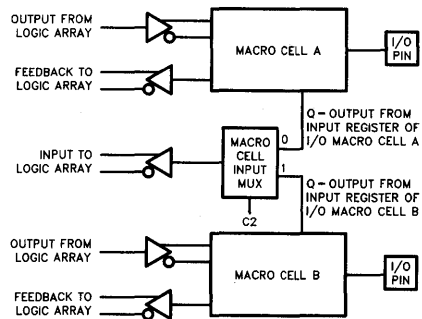 OUTPUT FROM
LOGIC ARRAY
MACRO CELL A
I/O
PIN
FEEDBACK TO
LOGIC ARRAY
Q-OUTPUT FROM
INPUT REGISTER OF
I/O MACRO CELL A
0
MACRO
CELL
INPUT
MUX
INPUT TO
LOGIC ARRAY
1
Q-OUTPUT FROM
INPUT REGISTER OF
I/O MACRO CELL B
C2
OUTPUT FROM
LOGIC ARRAY
MACRO CELL B
I/O
PIN
FEEDBACK TO
LOGIC ARRAY